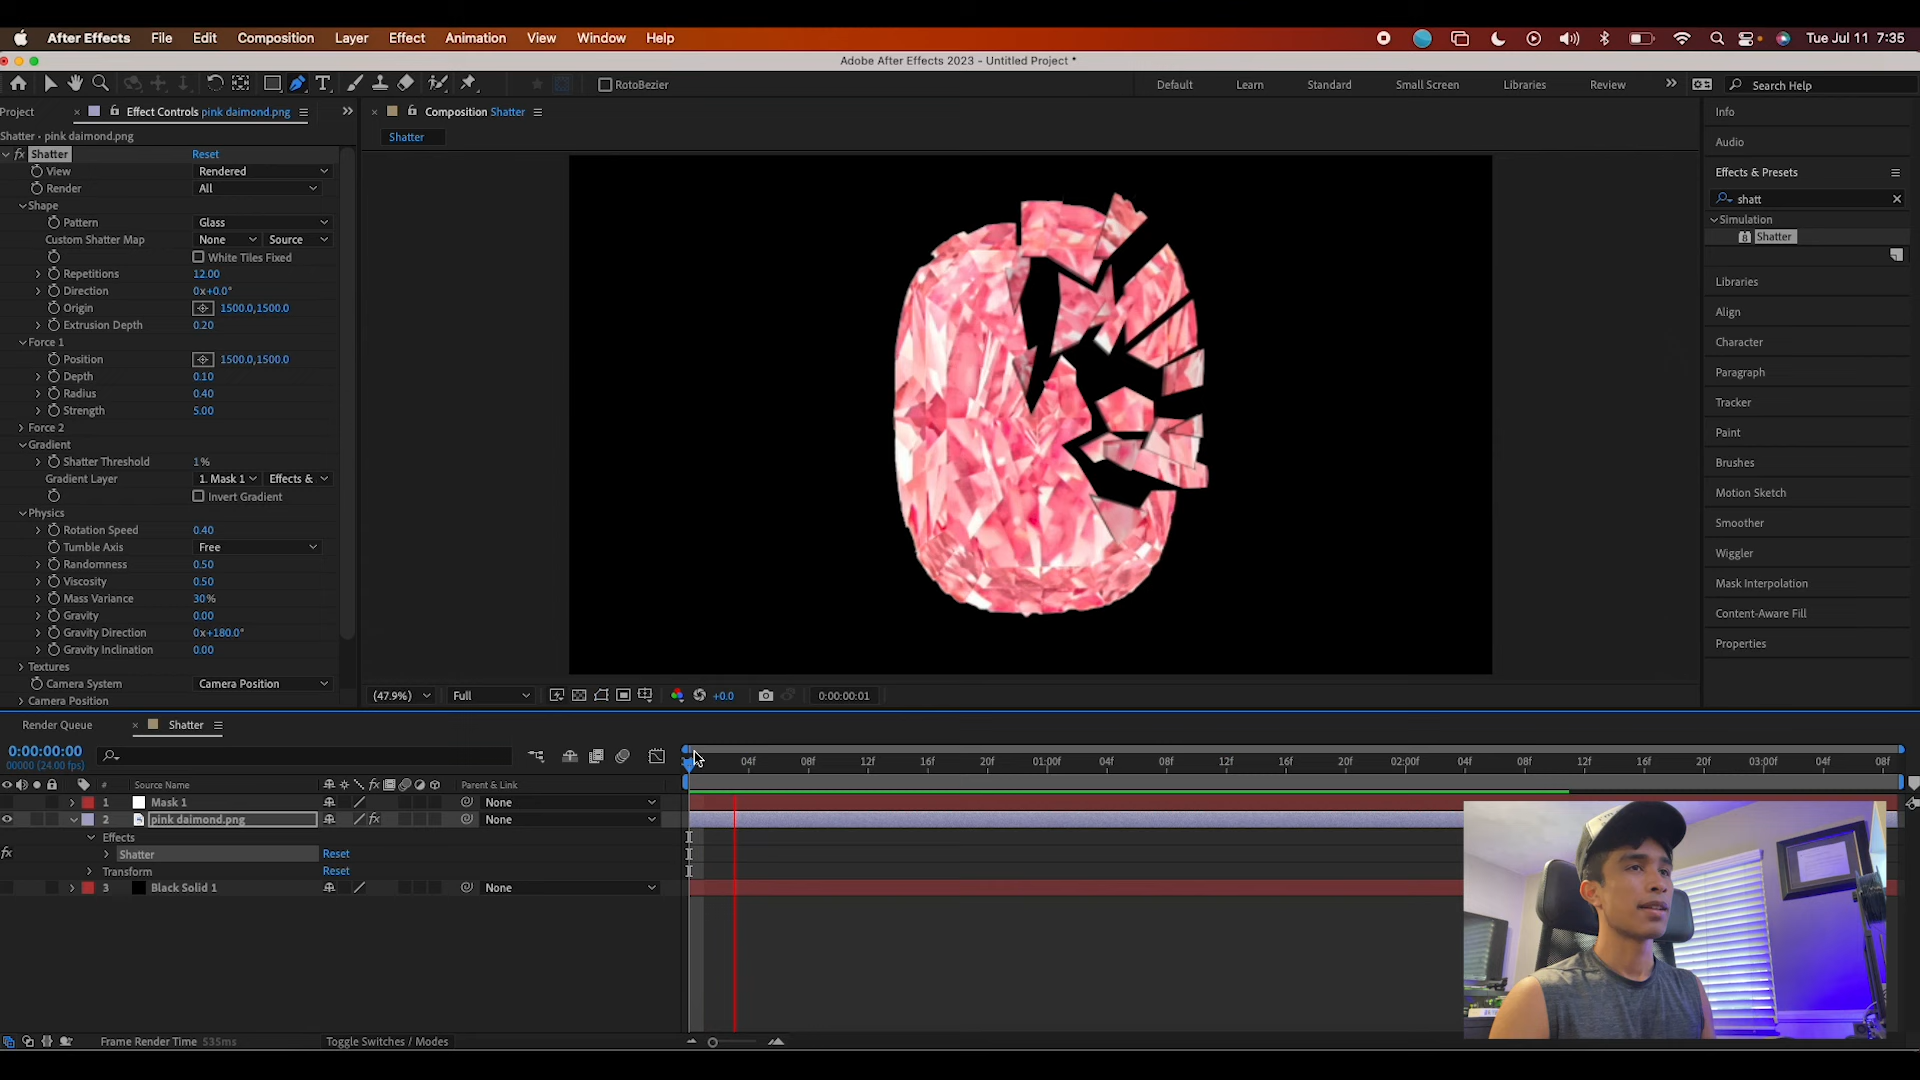 After Effects File Edit Composition Layer Effect Animation View Window Help Tue Jul 11 7:35
Adobe After Effects 2023 - Untitled Project *
RotoBezier Default Learn Standard Small Screen Libraries Review Search Help
Project Effect Controls pink daimond.png Composition Shatter Info
Shatter • pink daimond.png Shatter
Audio
Shatter Reset
View Rendered
Effects & Presets
Render All
shatt
Shape
Simulation
Pattern Glass
Shatter
Custom Shatter Map None Source
White Tiles Fixed
Repetitions 12.00
Libraries
Direction 0x+0.0°
Origin 1500.0,1500.0
Align
Extrusion Depth 0.20
Force 1
Character
Position 1500.0,1500.0
Depth 0.10
Paragraph
Radius 0.40
Tracker
Strength 5.00
Force 2
Paint
Gradient
Shatter Threshold 1%
Brushes
Gradient Layer 1. Mask 1 Effects &
Motion Sketch
Invert Gradient
Physics
Smoother
Rotation Speed 0.40
Tumble Axis Free
Wiggler
Randomness 0.50
Viscosity 0.50
Mask Interpolation
Mass Variance 30%
Gravity 0.00
Content-Aware Fill
Gravity Direction 0x+180.0°
Gravity Inclination 0.00
Properties
Textures
Camera System Camera Position
Camera Position
(47.9%) Full +0.0 0:00:00:01
Render Queue Shatter
0:00:00:00
00000 (24.00 fps)
04f 08f 12f 16f 20f 01:00f 04f 08f 12f 16f 20f 02:00f 04f 08f 12f 16f 20f 03:00f 04f 08f
# Source Name fx Parent & Link
1 Mask 1 None
2 pink daimond.png fx None
Effects
fx Shatter Reset
Transform Reset
3 Black Solid 1 None
Frame Render Time 535ms Toggle Switches / Modes